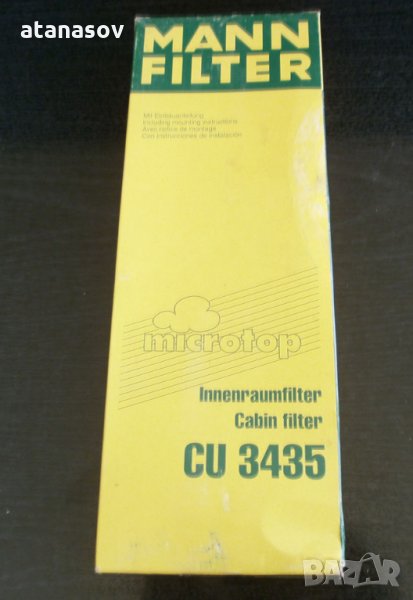 atanasov
MANN
FILTER
Mit Einbauanleitung
Including mounting instructions
Avec notice de montage
Con instrucciones de instalación
microtop
Innenraumfilter
Cabin filter
CU 3435
BAZAR